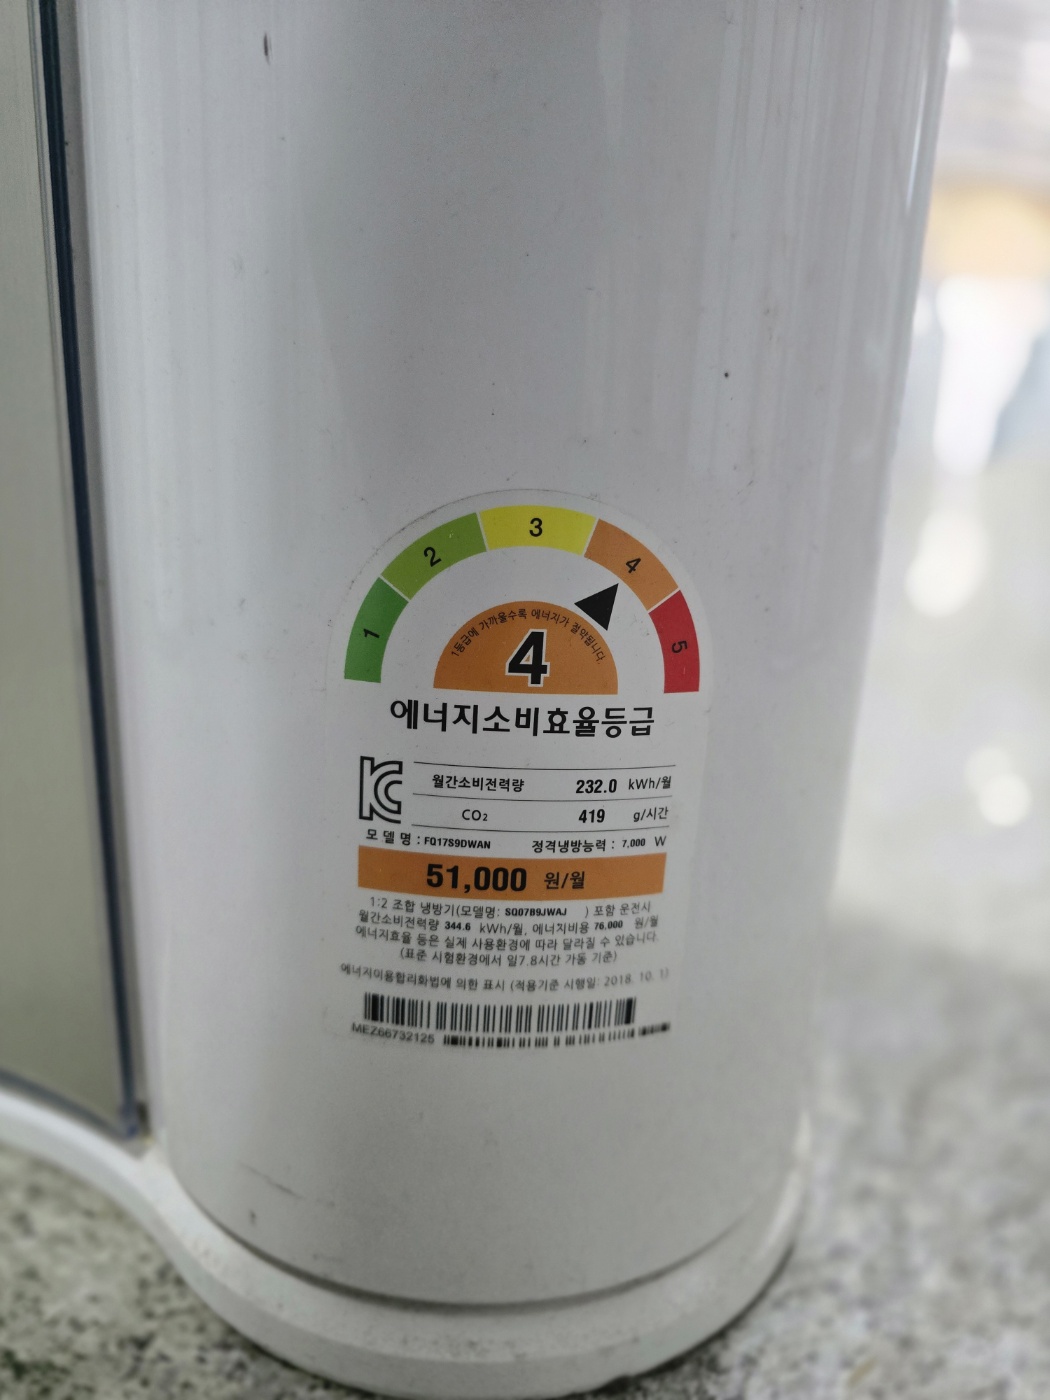 1 2 3 4 5
1등급에 가까울수록 에너지가 절약됩니다.
4
에너지소비효율등급
월간소비전력량 232.0 kWh/월
CO₂ 419 g/시간
모 델 명 : FQ17S9DWAN 정격냉방능력 : 7,000 W
51,000 원/월
1:2 조합 냉방기(모델명: SQ07B9JWAJ ) 포함 운전시
월간소비전력량 344.6 kWh/월, 에너지비용 76,000 원/월
에너지효율 등은 실제 사용환경에 따라 달라질 수 있습니다.
(표준 시험환경에서 일7.8시간 가동 기준)
에너지이용합리화법에 의한 표시 (적용기준 시행일: 2018. 10. 1)
MEZ66732125